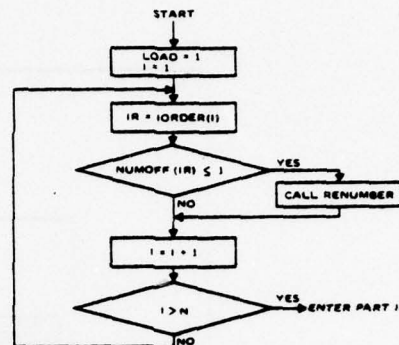 START
LOAD = 1
I = 1
IR = IORDER(I)
NUMOFF (IR) ≤ 1
YES
CALL RENUMBER
NO
I = I + 1
I > N
YES
ENTER PART I
NO